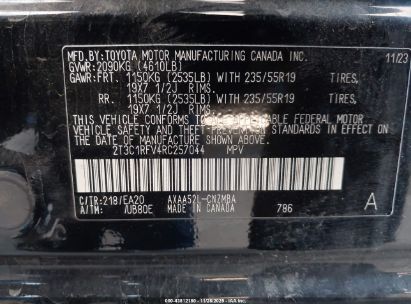 MFD.BY:TOYOTA MOTOR MANUFACTURING CANADA INC. 11/23
GVWR:2090KG (4610LB)
GAWR:FRT. 1150KG (2535LB) WITH 235/55R19 TIRES,
19X7 1/2J RIMS.
RR. 1150KG (2535LB) WITH 235/55R19 TIRES,
19X7 1/2J RIMS.
THIS VEHICLE CONFORMS TO ALL APPLICABLE FEDERAL MOTOR
VEHICLE SAFETY, BUMPER, AND THEFT PREVENTION STANDARDS
IN EFFECT ON THE DATE OF MANUFACTURE SHOWN ABOVE.
2T3C1RFV4RC257044 MPV
C/TR:218/EA20 AXAA52L-CNZMBA A
A/TM: /UB80E MADE IN CANADA 786